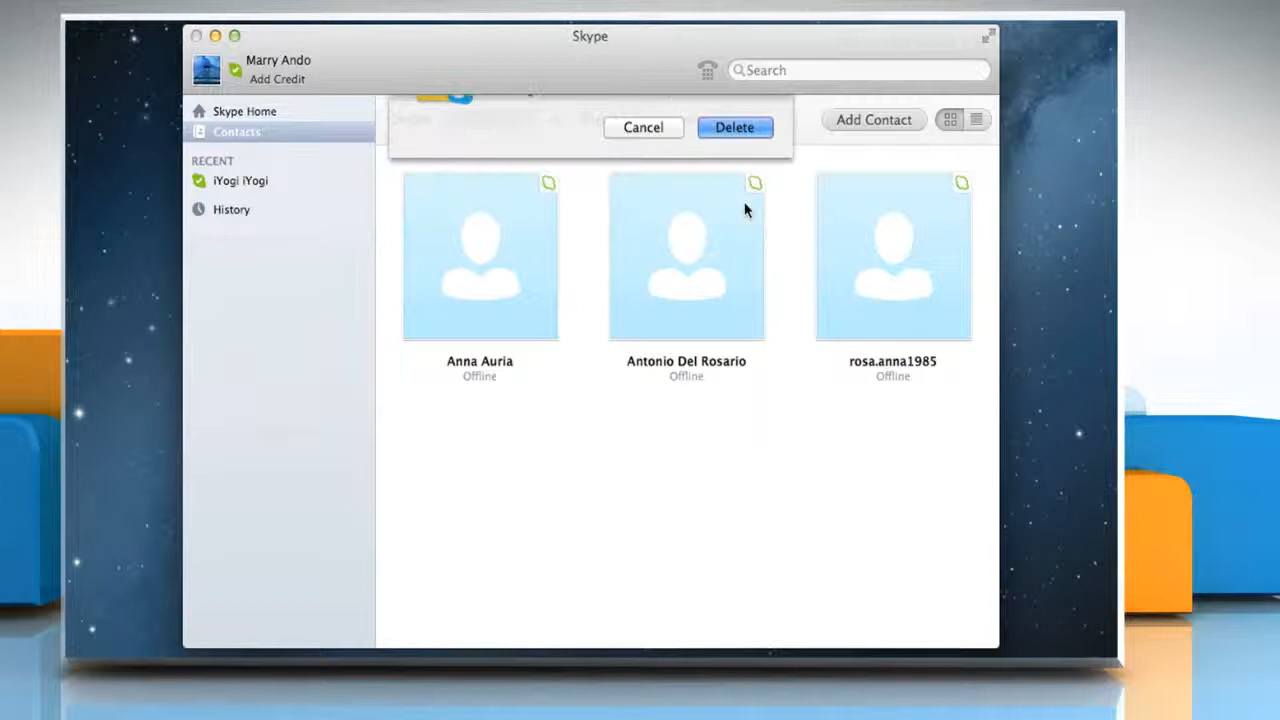 Skype
Marry Ando
Add Credit
Search
Skype Home
Contacts
RECENT
iYogi iYogi
History
Cancel
Delete
Add Contact
Anna Auria
Offline
Antonio Del Rosario
Offline
rosa.anna1985
Offline